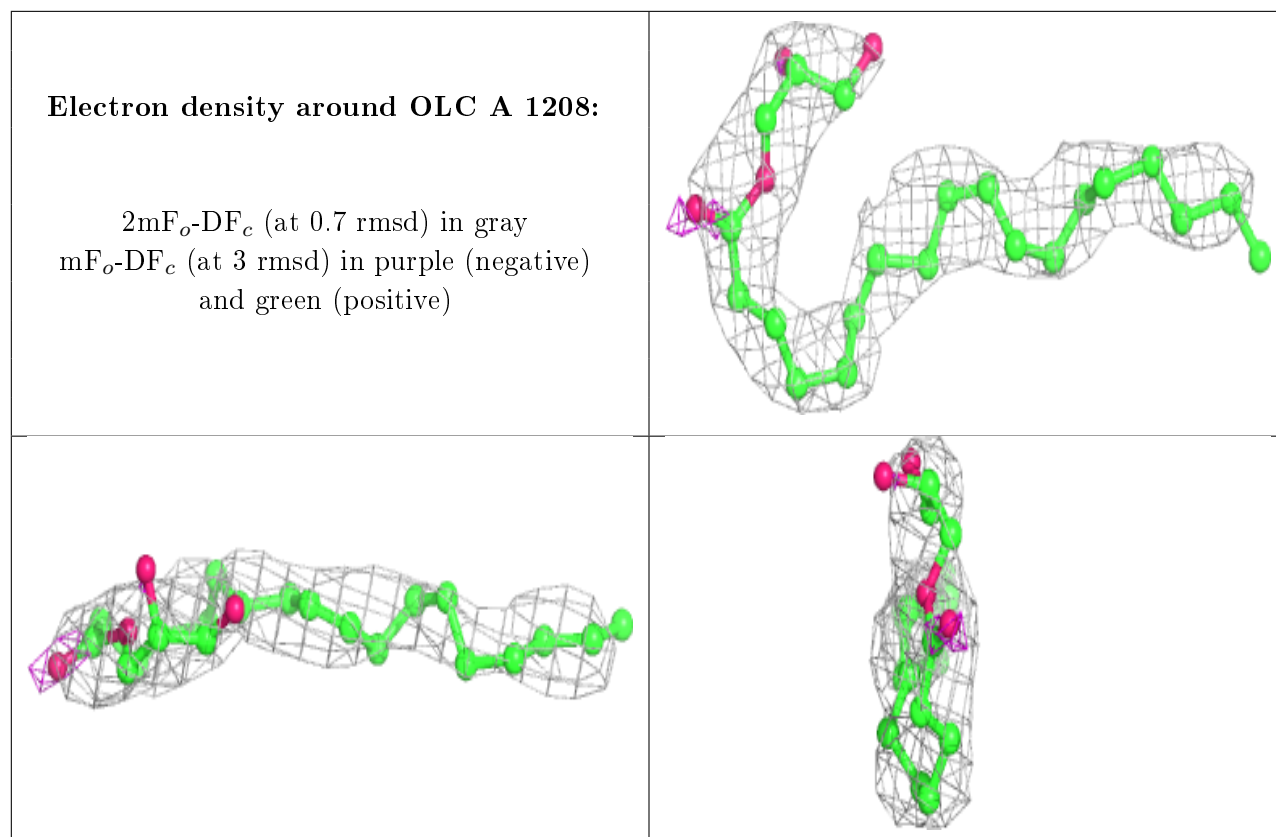 Electron density around OLC A 1208:
2mFₒ-DF𝒸 (at 0.7 rmsd) in gray
mFₒ-DF𝒸 (at 3 rmsd) in purple (negative)
and green (positive)